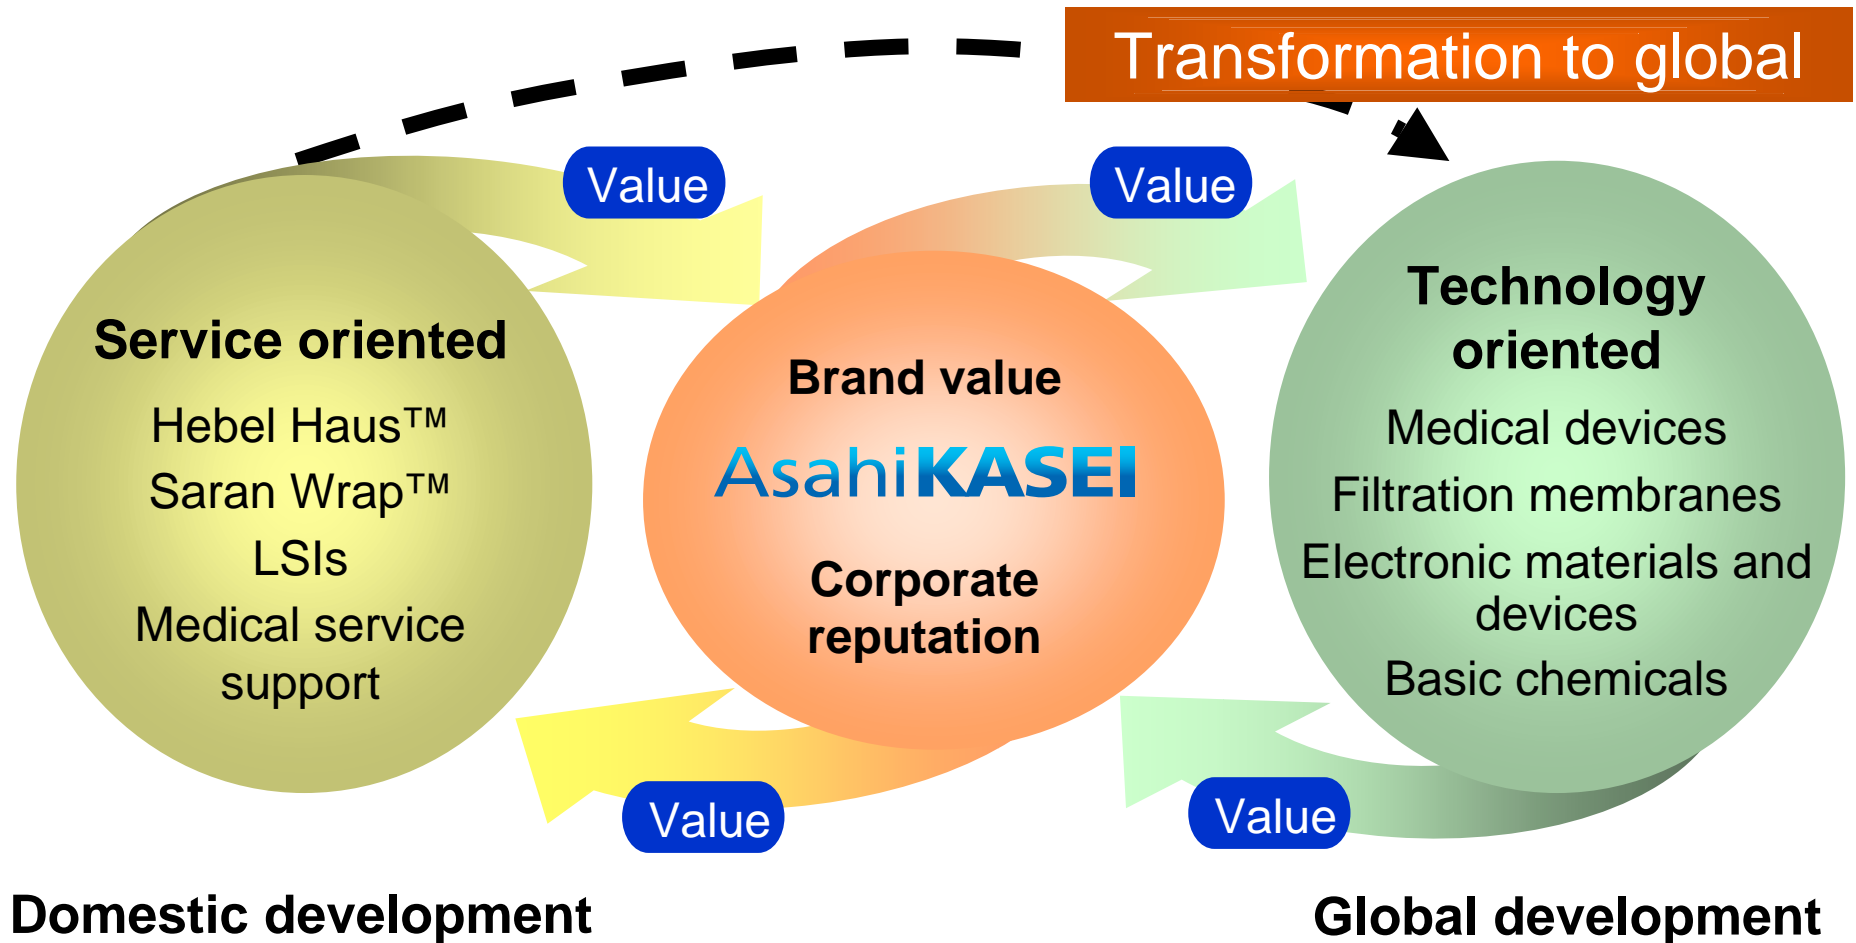 Transformation to global
Value
Value
Service oriented
Hebel Haus™
Saran Wrap™
LSIs
Medical service
support
Brand value
AsahiKASEI
Corporate
reputation
Technology
oriented
Medical devices
Filtration membranes
Electronic materials and
devices
Basic chemicals
Value
Value
Domestic development
Global development